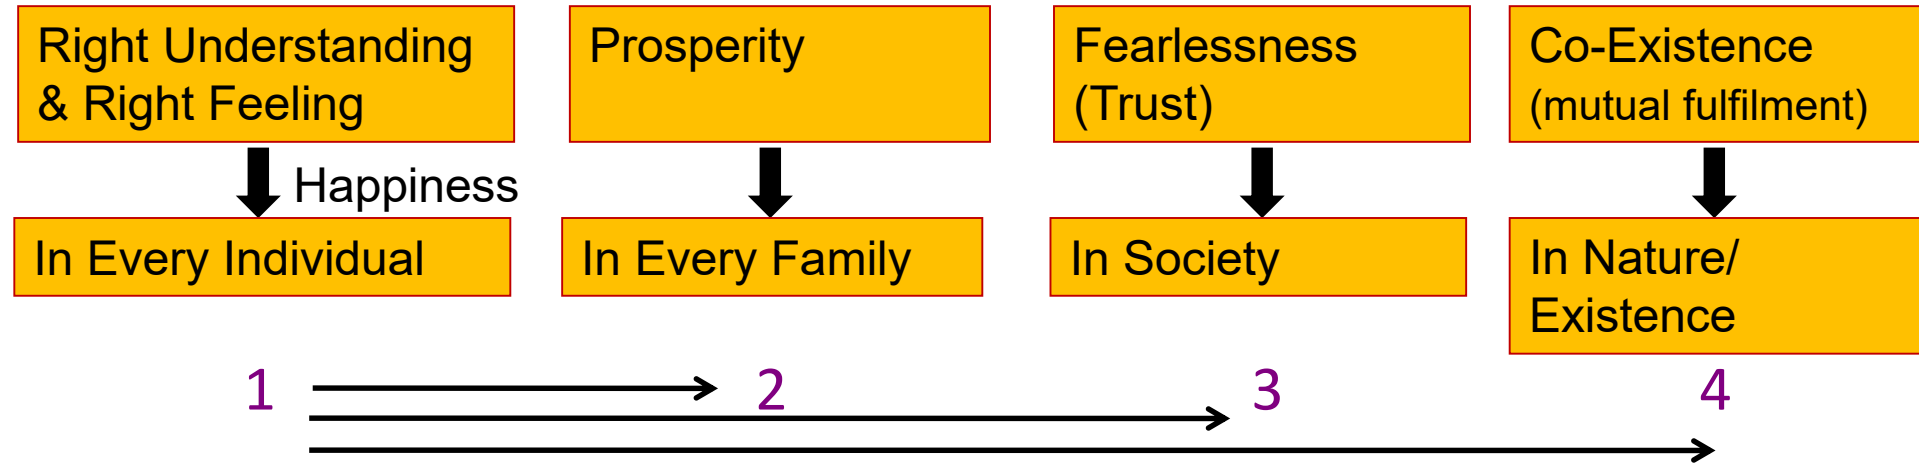 Right Understanding
& Right Feeling
Prosperity
Fearlessness
(Trust)
Co-Existence
(mutual fulfilment)
Happiness
In Every Individual
In Every Family
In Society
In Nature/
Existence
1
2
3
4